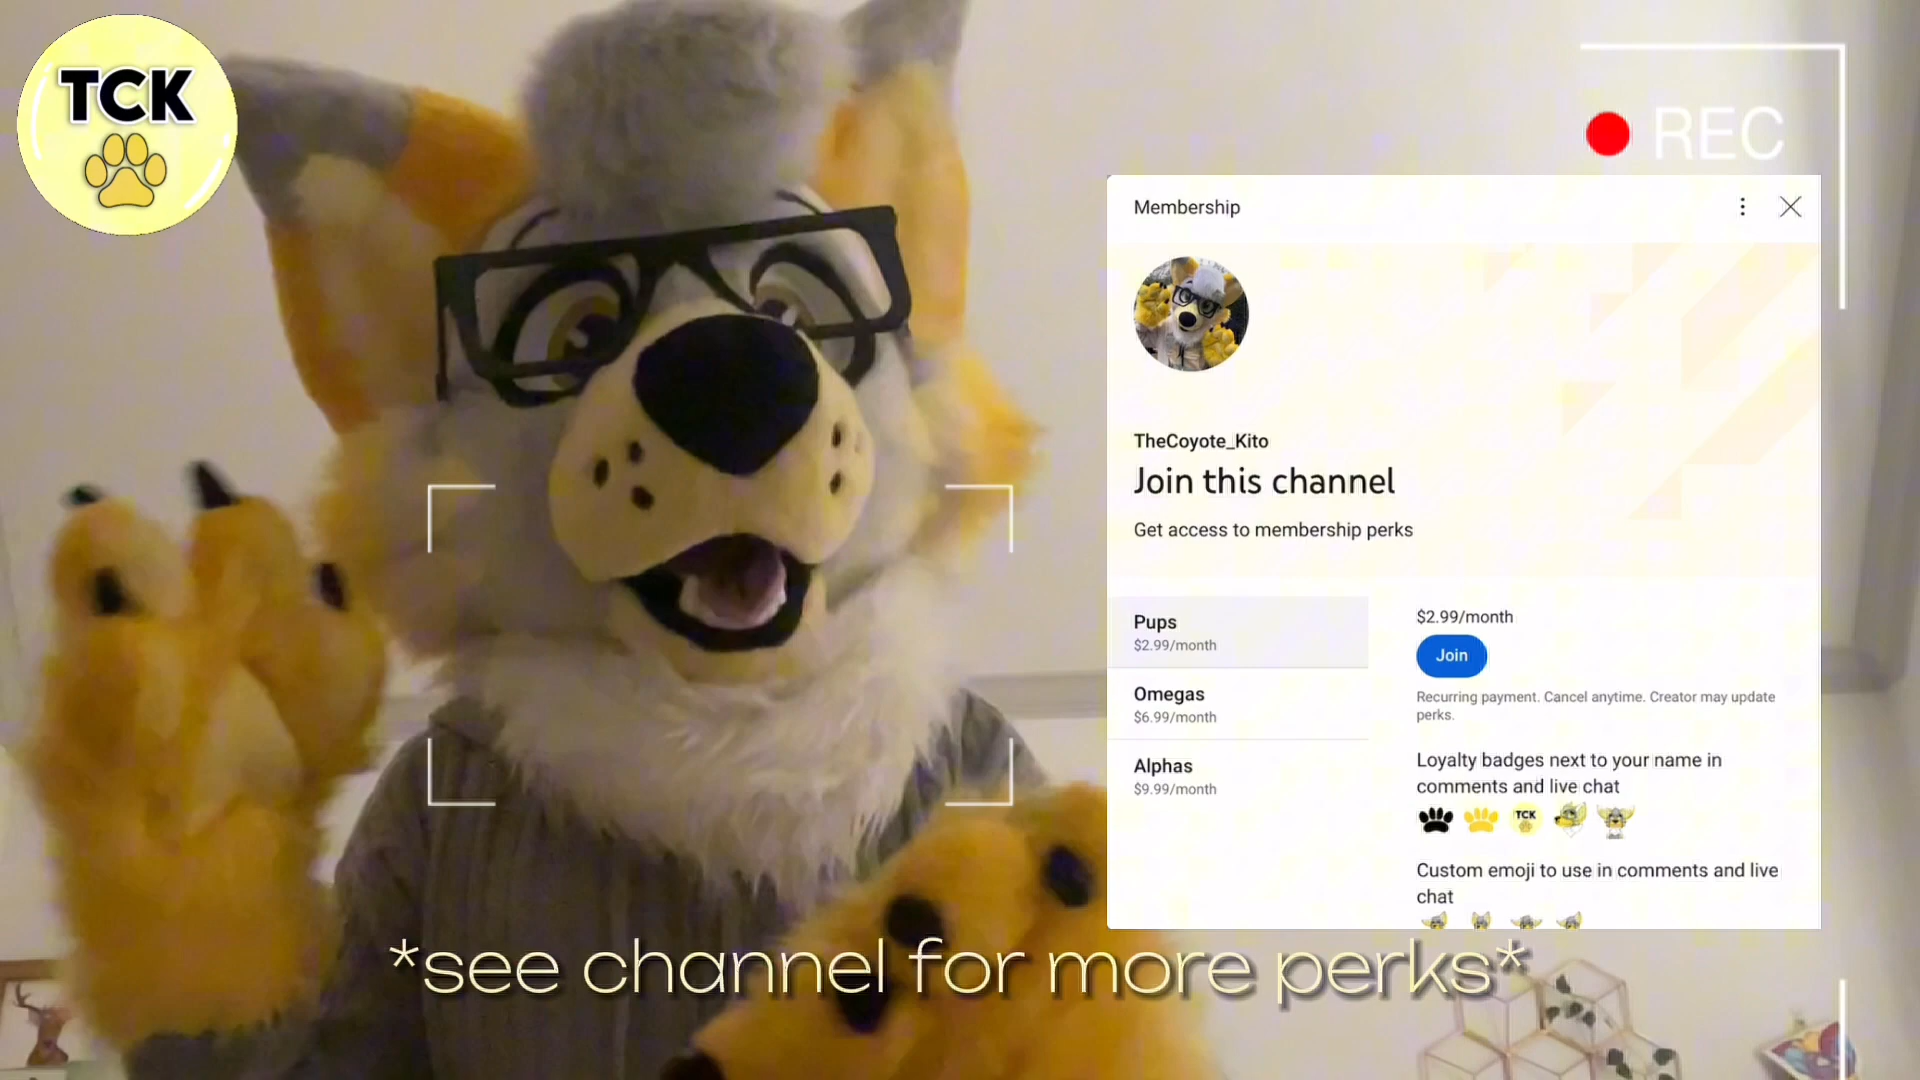 TCK
REC
Membership
TheCoyote_Kito
Join this channel
Get access to membership perks
Pups
$2.99/month
Omegas
$6.99/month
Alphas
$9.99/month
$2.99/month
Join
Recurring payment. Cancel anytime. Creator may update
perks.
Loyalty badges next to your name in
comments and live chat
TCK
Custom emoji to use in comments and live
chat
*see channel for more perks*